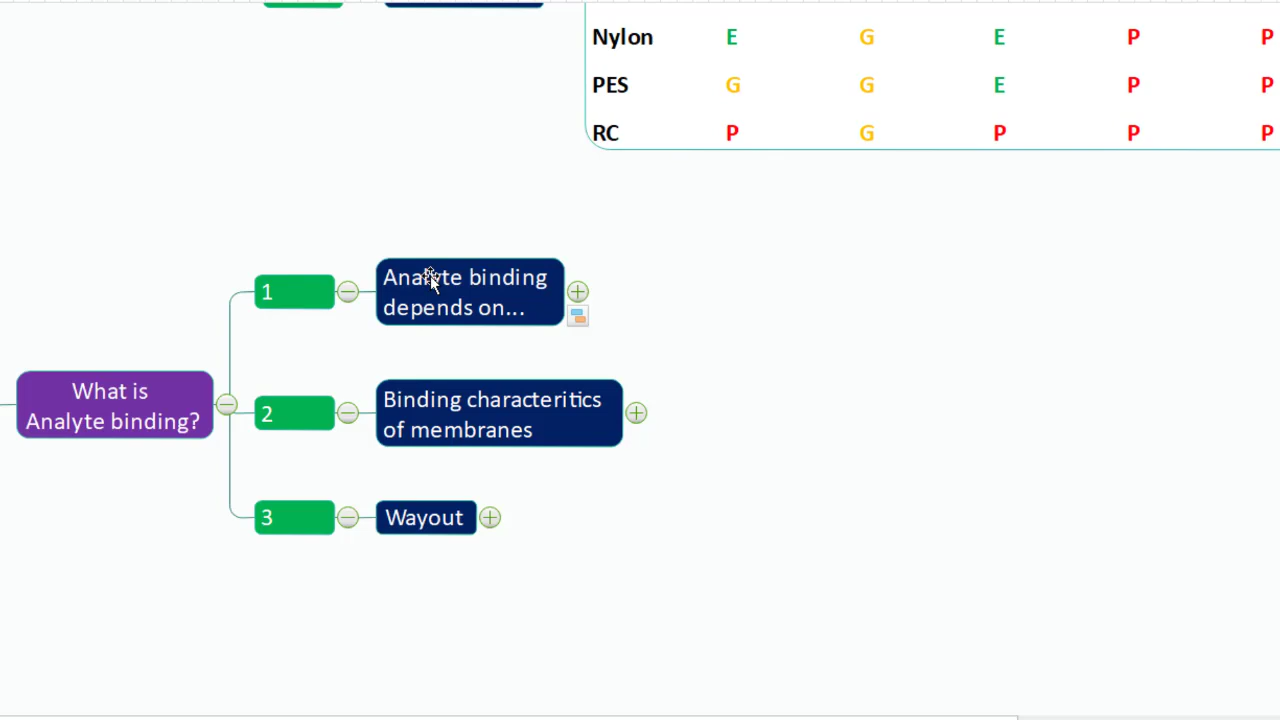 Nylon E G E P P
PES G G E P P
RC P G P P P
1
Analyte binding
depends on...
What is
Analyte binding?
2
Binding characteritics
of membranes
3
Wayout